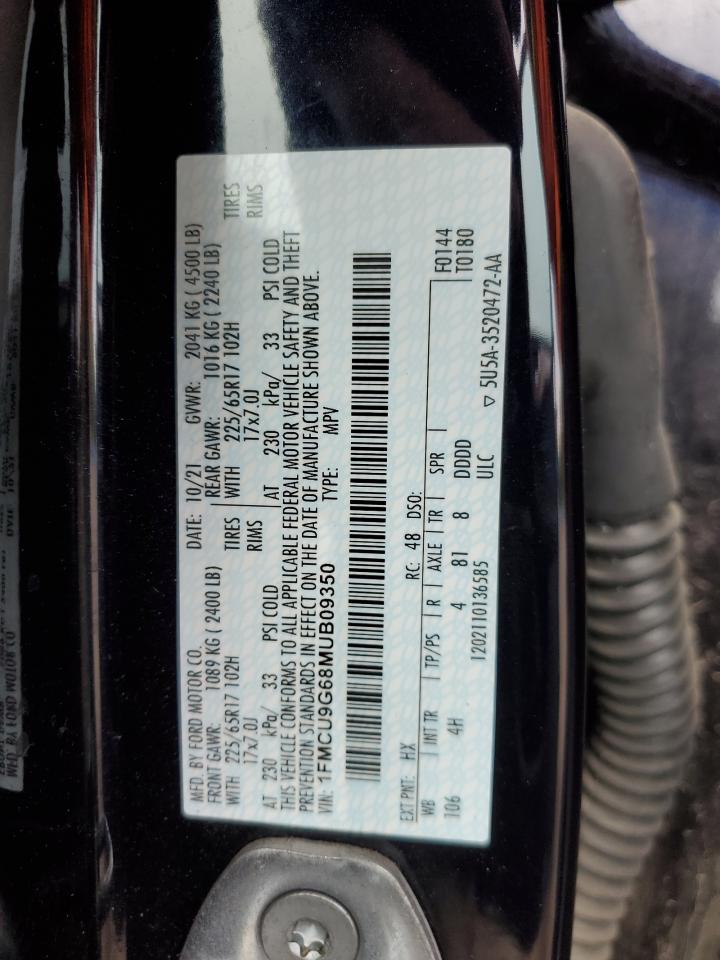 MFD. BY FORD MOTOR CO. DATE: 10/21 GVWR: 2041 KG ( 4500 LB)
FRONT GAWR: 1089 KG ( 2400 LB) REAR GAWR: 1016 KG ( 2240 LB)
WITH 225/65R17 102H TIRES WITH 225/65R17 102H TIRES
17x7.0J RIMS 17x7.0J RIMS
AT 230 kPa/ 33 PSI COLD AT 230 kPa/ 33 PSI COLD
THIS VEHICLE CONFORMS TO ALL APPLICABLE FEDERAL MOTOR VEHICLE SAFETY AND THEFT
PREVENTION STANDARDS IN EFFECT ON THE DATE OF MANUFACTURE SHOWN ABOVE.
VIN: 1FMCU9G68MUB09350 TYPE: MPV
EXT PNT: HX RC: 48 DSO: F0144
WB INT TR TP/PS R AXLE TR SPR T0180
106 4H 4 81 8 DDDD
1202110136585 ULC ▽ 5U5A-3520472-AA